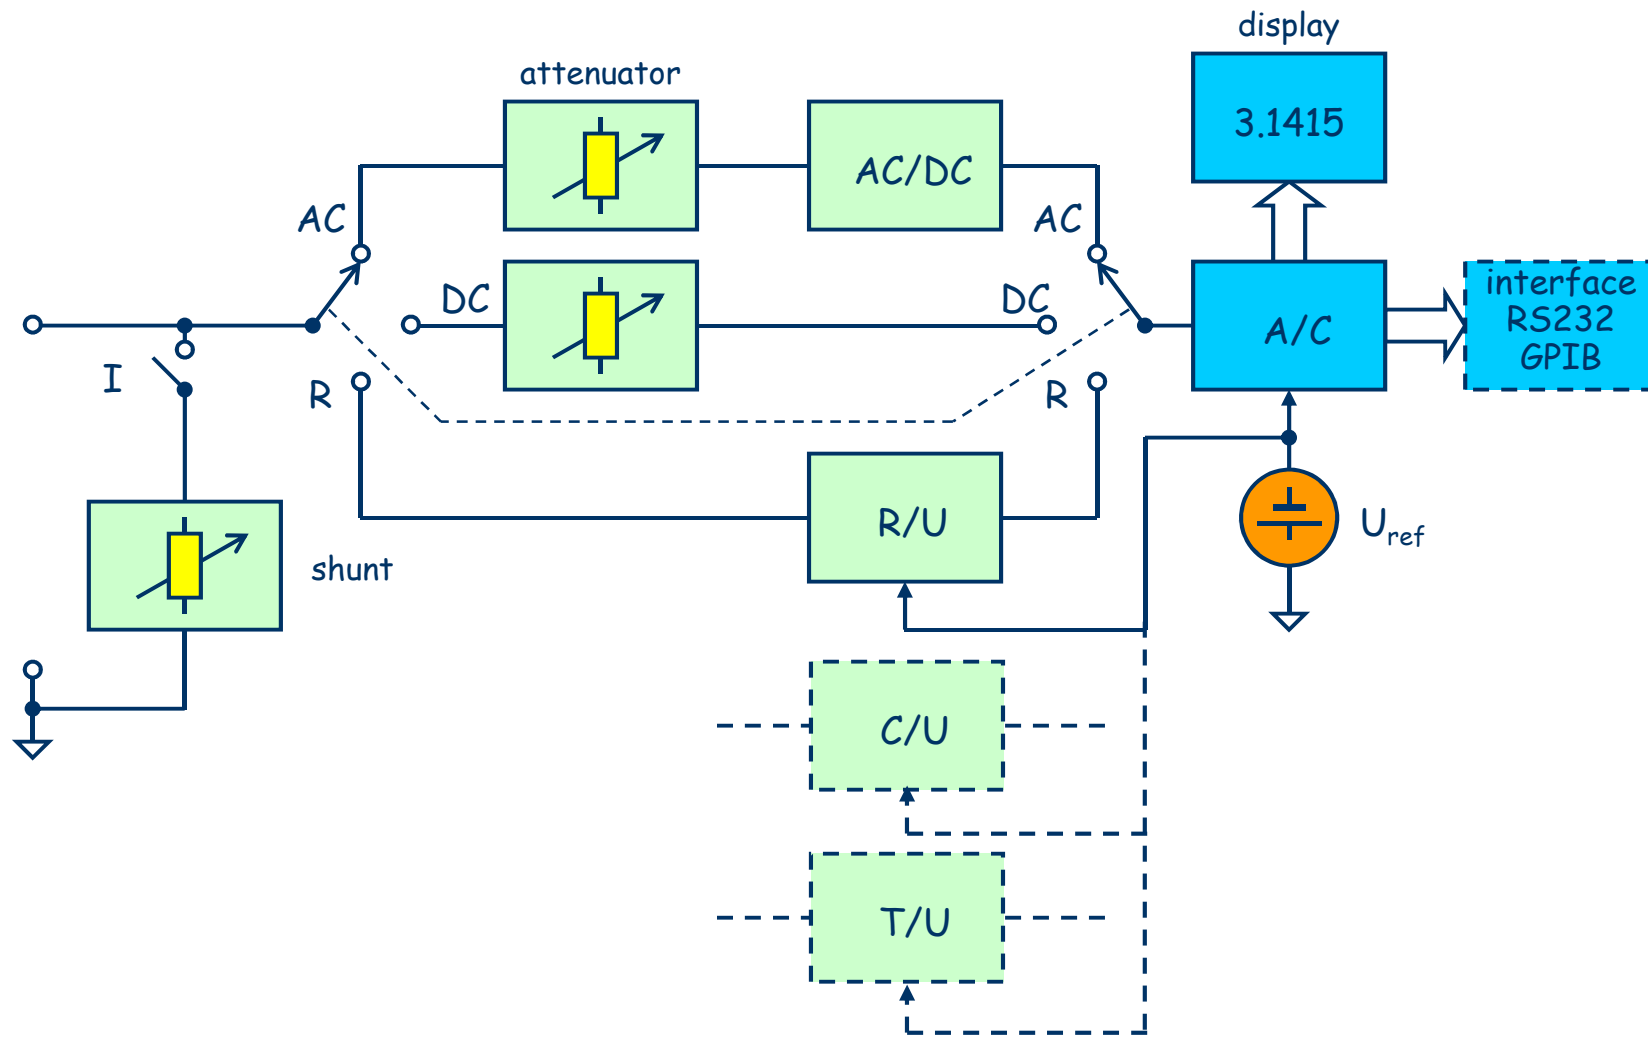 display
attenuator
3.1415
AC/DC
AC
AC
DC
DC
interface
RS232
GPIB
A/C
I
R
R
R/U
Uref
shunt
C/U
T/U